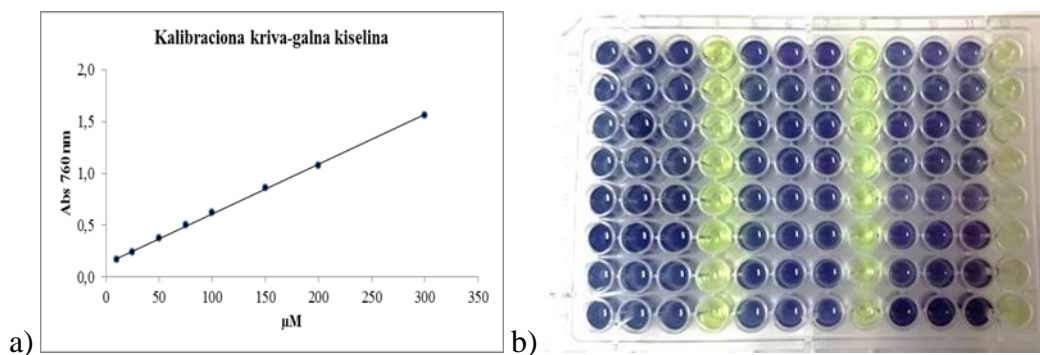 Kalibraciona kriva-galna kiselina
Abs 760 nm
2,0
1,5
1,0
0,5
0,0
0 50 100 150 200 250 300 350
µM
a)
b)